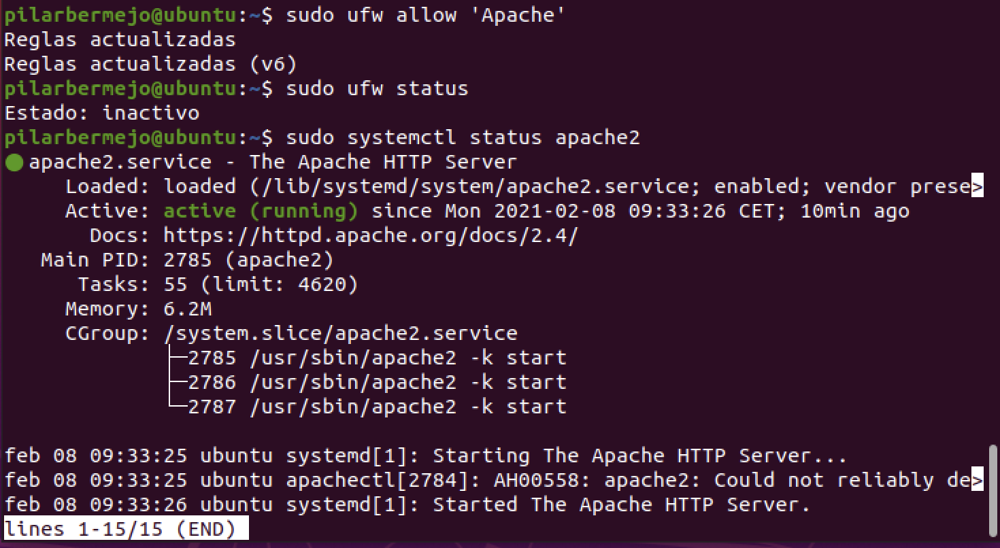 pilarbermejo@ubuntu:~$ sudo ufw allow 'Apache'
Reglas actualizadas
Reglas actualizadas (v6)
pilarbermejo@ubuntu:~$ sudo ufw status
Estado: inactivo
pilarbermejo@ubuntu:~$ sudo systemctl status apache2
● apache2.service - The Apache HTTP Server
     Loaded: loaded (/lib/systemd/system/apache2.service; enabled; vendor prese>
     Active: active (running) since Mon 2021-02-08 09:33:26 CET; 10min ago
       Docs: https://httpd.apache.org/docs/2.4/
   Main PID: 2785 (apache2)
      Tasks: 55 (limit: 4620)
     Memory: 6.2M
     CGroup: /system.slice/apache2.service
             ├─2785 /usr/sbin/apache2 -k start
             ├─2786 /usr/sbin/apache2 -k start
             └─2787 /usr/sbin/apache2 -k start
feb 08 09:33:25 ubuntu systemd[1]: Starting The Apache HTTP Server...
feb 08 09:33:25 ubuntu apachectl[2784]: AH00558: apache2: Could not reliably de>
feb 08 09:33:26 ubuntu systemd[1]: Started The Apache HTTP Server.
lines 1-15/15 (END)